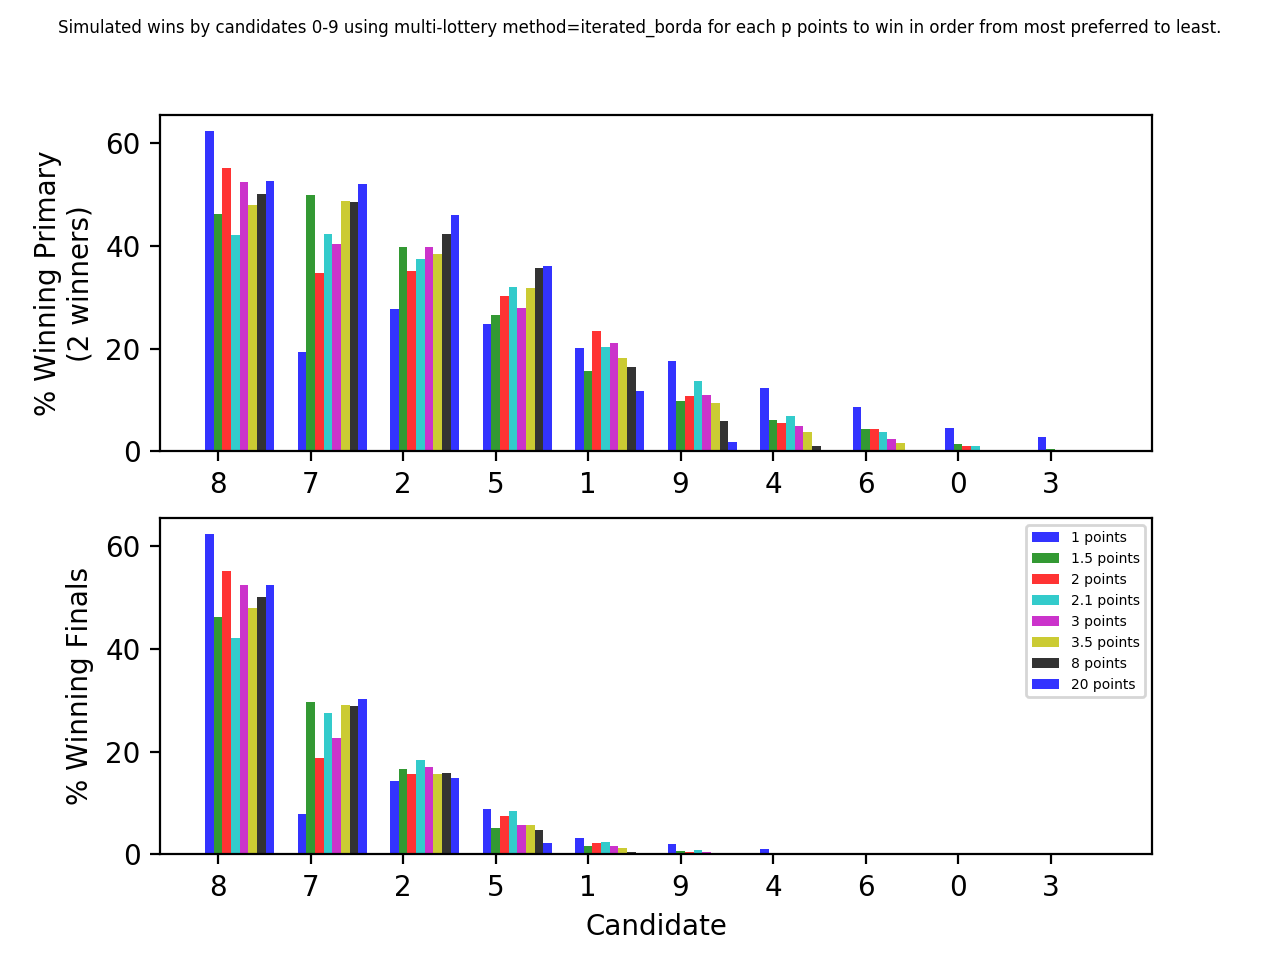 Simulated wins by candidates 0-9 using multi-lottery method=iterated_borda for each p points to win in order from most preferred to least.
% Winning Primary
(2 winners)
60
40
20
0
8 7 2 5 1 9 4 6 0 3
% Winning Finals
60
40
20
0
1 points
1.5 points
2 points
2.1 points
3 points
3.5 points
8 points
20 points
8 7 2 5 1 9 4 6 0 3
Candidate